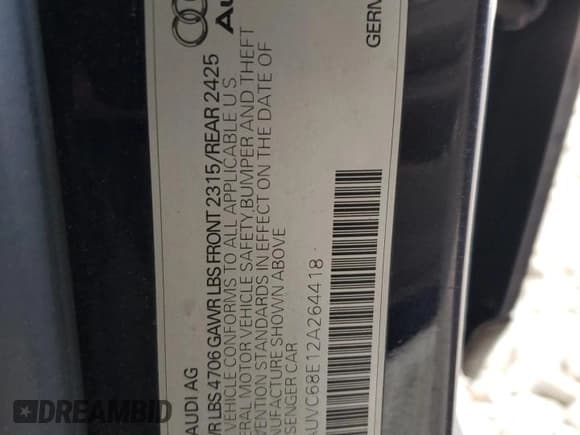 Au
GERM
AUDI AG
WR LBS 4706 GAWR LBS FRONT 2315/REAR 2425
VEHICLE CONFORMS TO ALL APPLICABLE U S
ERAL MOTOR VEHICLE SAFETY, BUMPER AND THEFT
VENTION STANDARDS IN EFFECT ON THE DATE OF
NUFACTURE SHOWN ABOVE
SSENGER CAR
AUVC68E12A264418
DREAMBID